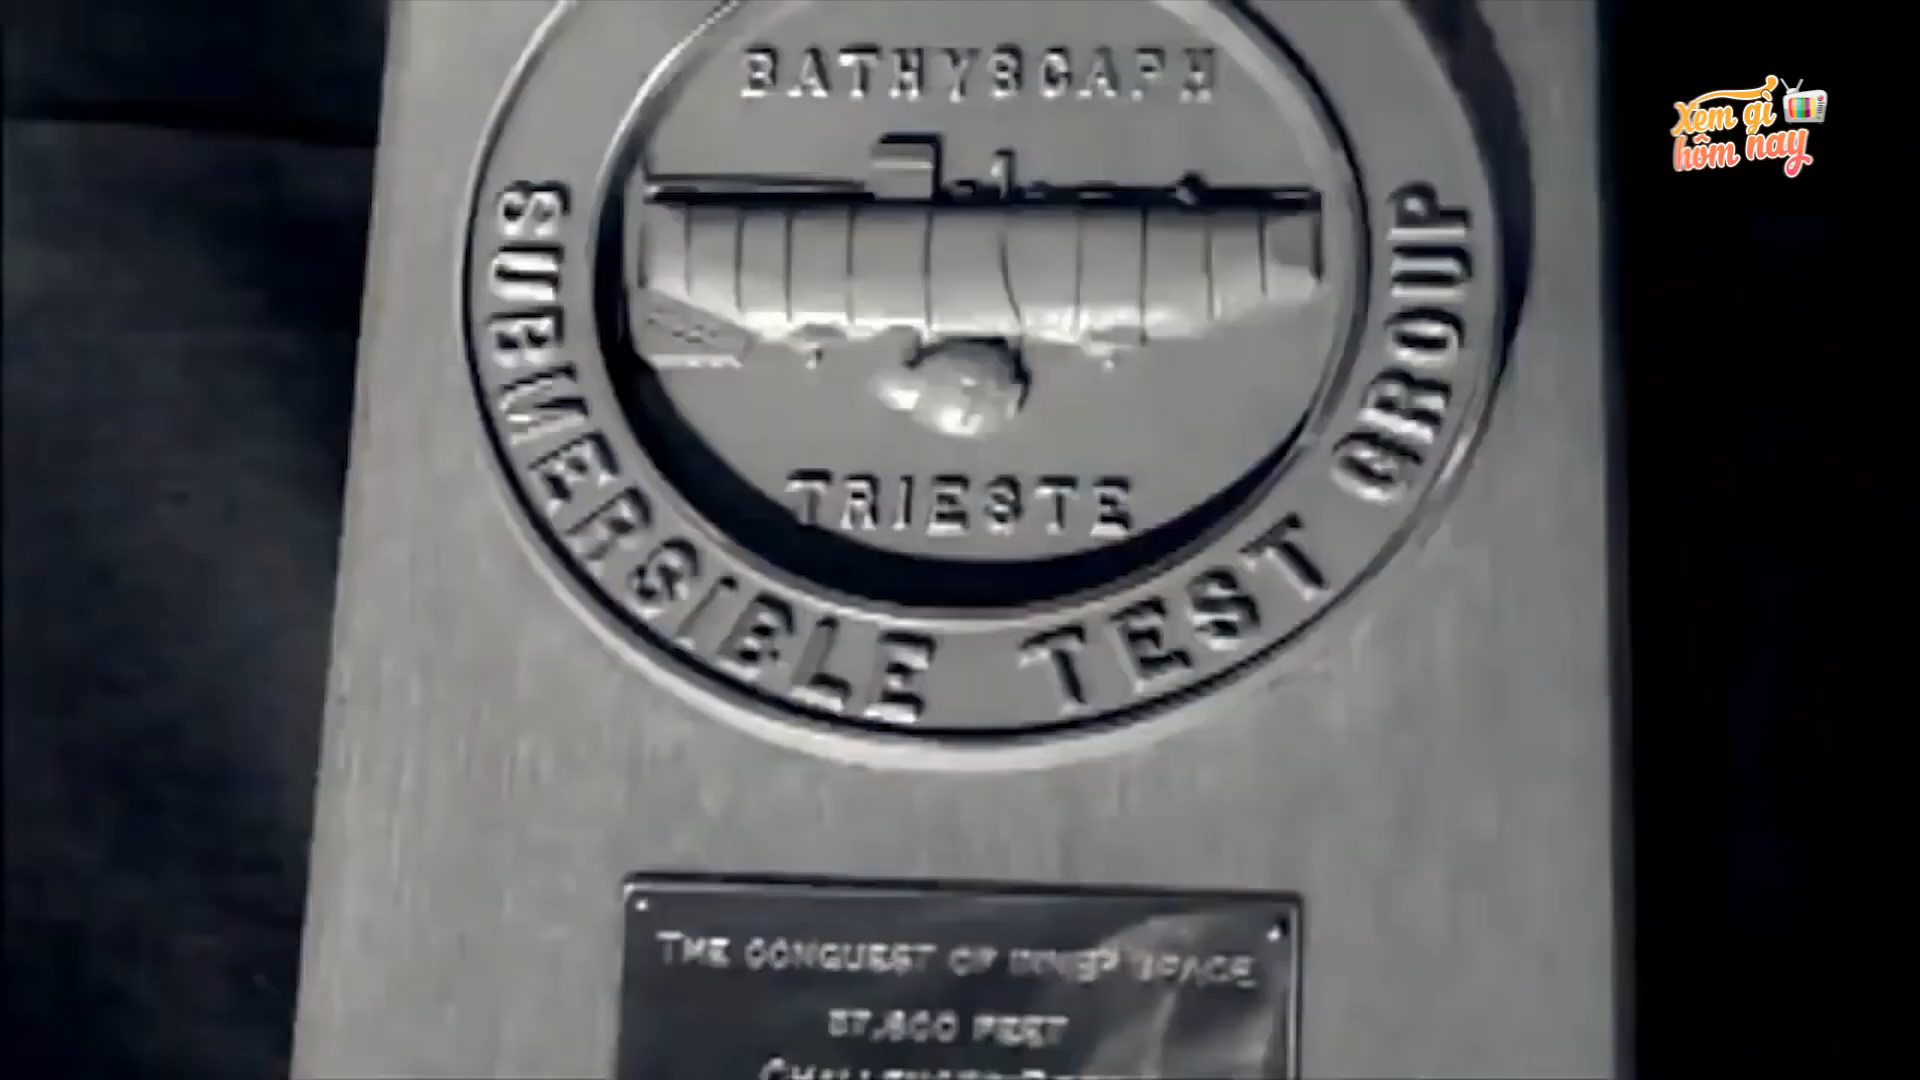 BATHYSCAPH
TRIESTE
SUBMERSIBLE TEST GROUP
Xem gì
hôm nay
THE CONQUEST OF INNER SPACE
37,800 FEET